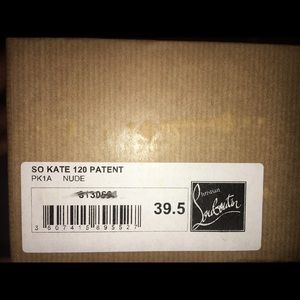 SO KATE 120 PATENT
PK1A NUDE
39.5
Christian
Louboutin